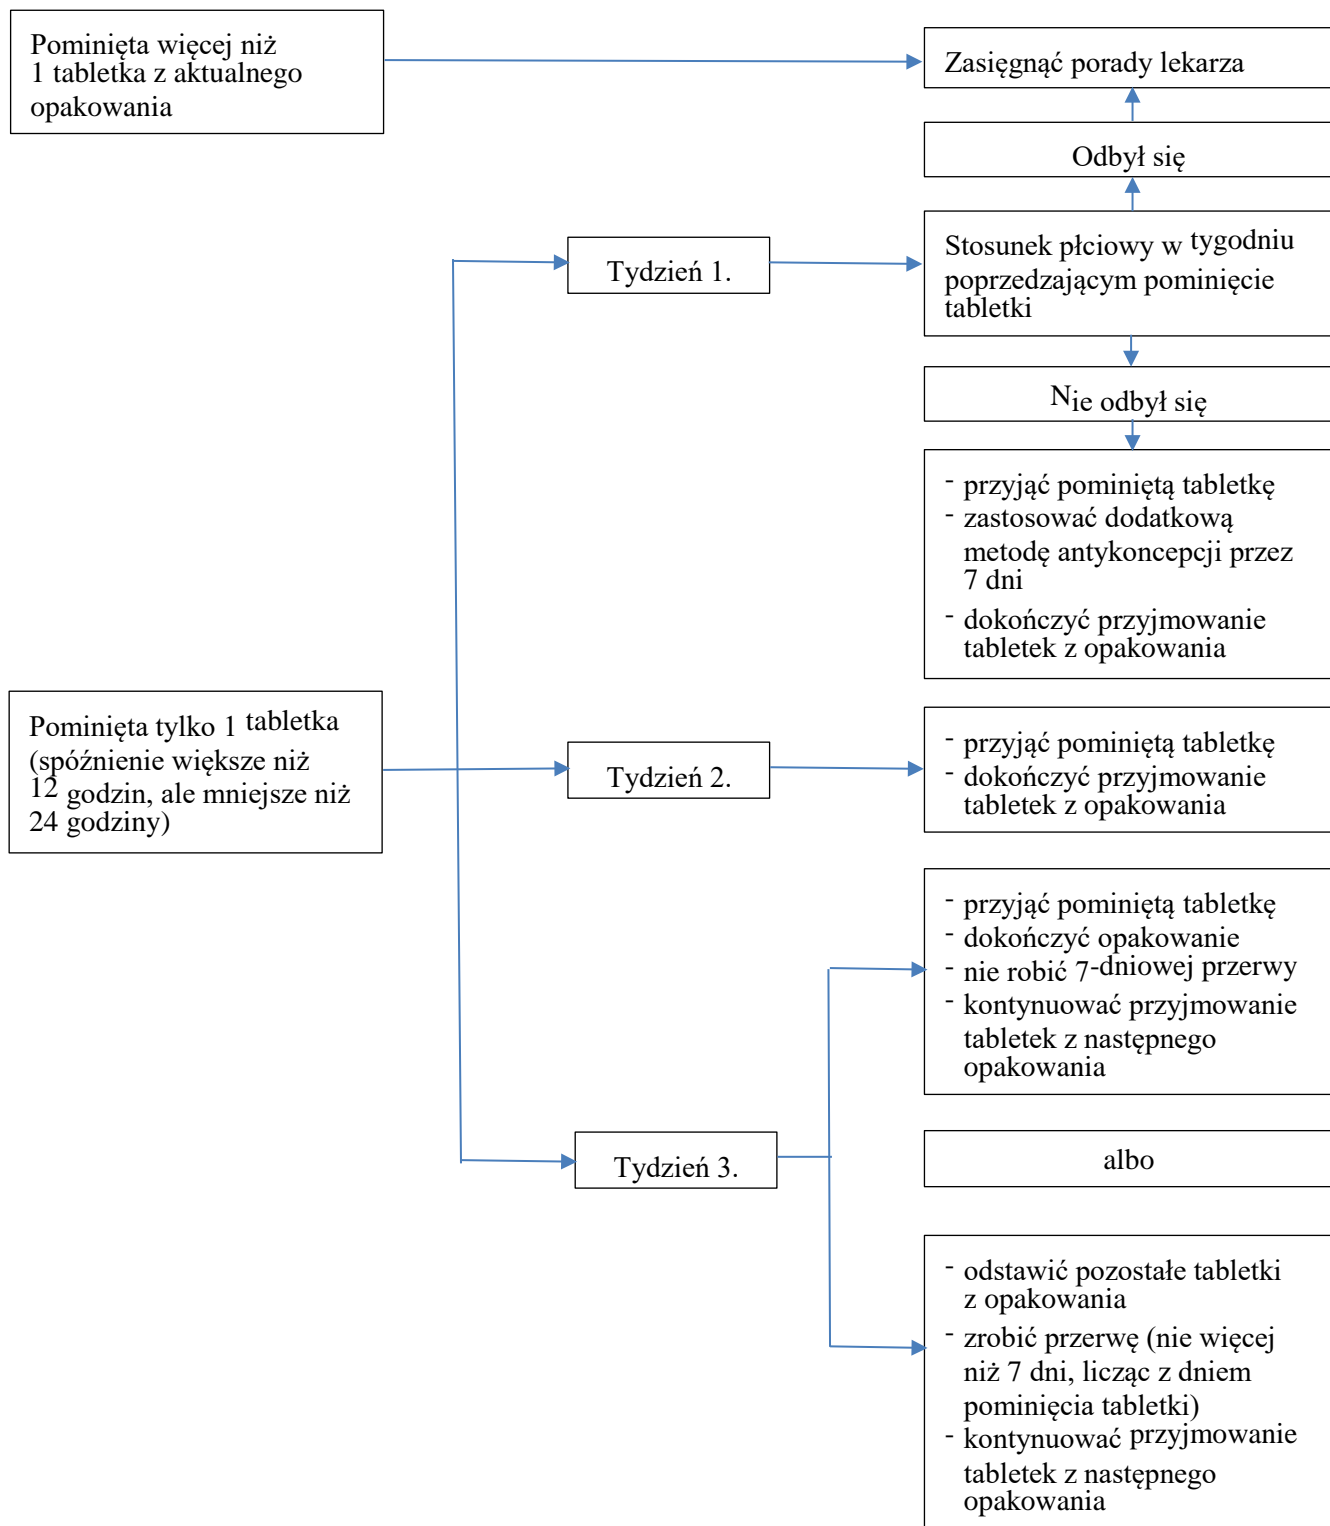 Pominięta więcej niż
1 tabletka z aktualnego
opakowania
Zasięgnąć porady lekarza
Odbył się
Tydzień 1.
Stosunek płciowy w tygodniu
poprzedzającym pominięcie
tabletki
Nie odbył się
- przyjąć pominiętą tabletkę
- zastosować dodatkową
metodę antykoncepcji przez
7 dni
- dokończyć przyjmowanie
tabletek z opakowania
Pominięta tylko 1 tabletka
(spóźnienie większe niż
12 godzin, ale mniejsze niż
24 godziny)
Tydzień 2.
- przyjąć pominiętą tabletkę
- dokończyć przyjmowanie
tabletek z opakowania
- przyjąć pominiętą tabletkę
- dokończyć opakowanie
- nie robić 7-dniowej przerwy
- kontynuować przyjmowanie
tabletek z następnego
opakowania
Tydzień 3.
albo
- odstawić pozostałe tabletki
z opakowania
- zrobić przerwę (nie więcej
niż 7 dni, licząc z dniem
pominięcia tabletki)
- kontynuować przyjmowanie
tabletek z następnego
opakowania